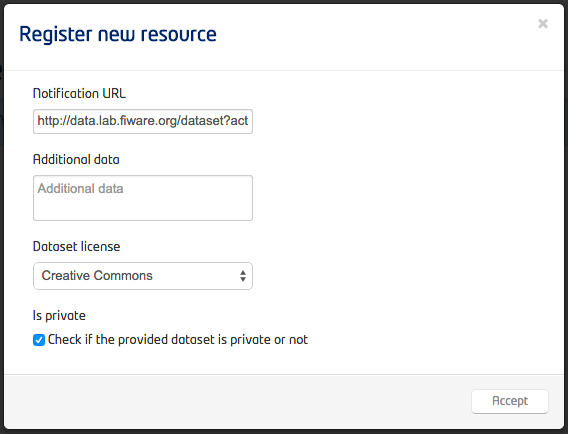 Register new resource
×
Notification URL
http://data.lab.fiware.org/dataset?act
Additional data
Additional data
Dataset license
Creative Commons
Is private
Check if the provided dataset is private or not
Accept